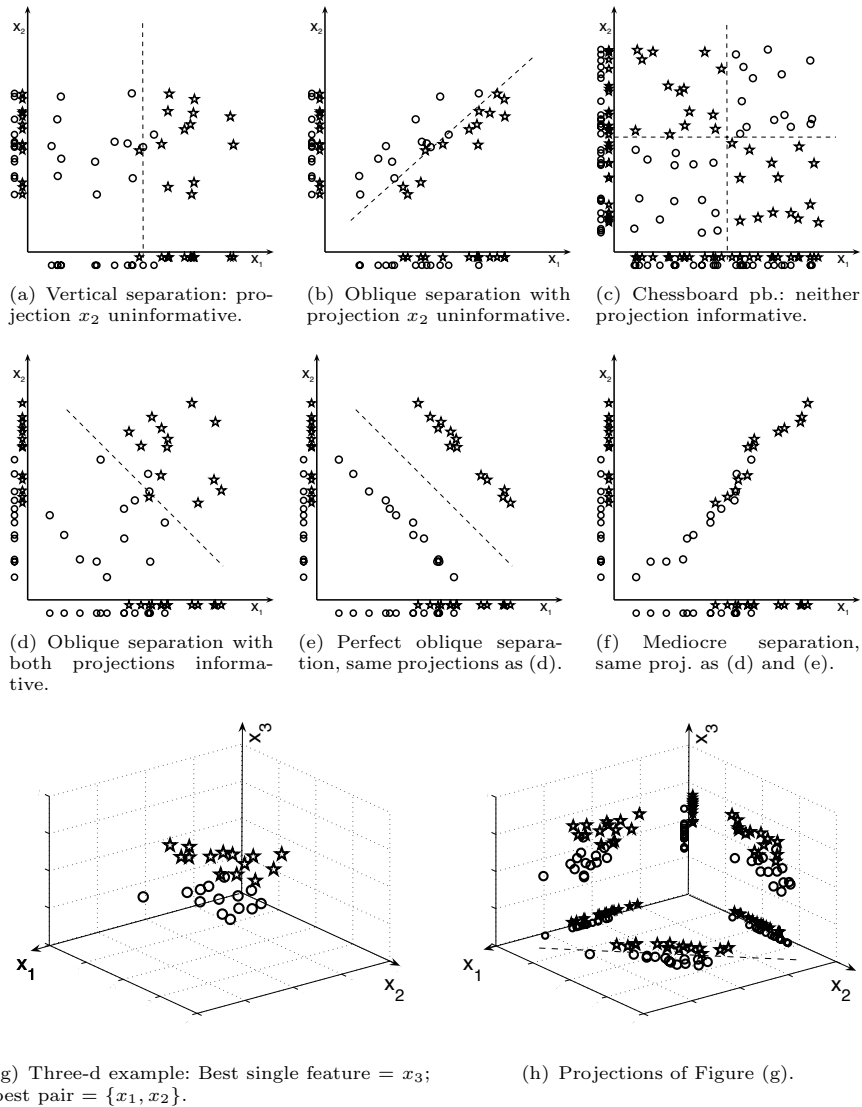 x2
x2
x2
x1
x1
x1
(a) Vertical separation: pro-
jection x2 uninformative.
(b) Oblique separation with
projection x2 uninformative.
(c) Chessboard pb.: neither
projection informative.
x2
x2
x2
x1
x1
x1
(d) Oblique separation with
both projections informa-
tive.
(e) Perfect oblique separa-
tion, same projections as (d).
(f) Mediocre separation,
same proj. as (d) and (e).
x3
x1
x2
x3
x1
x2
g) Three-d example: Best single feature = x3;
best pair = {x1, x2}.
(h) Projections of Figure (g).